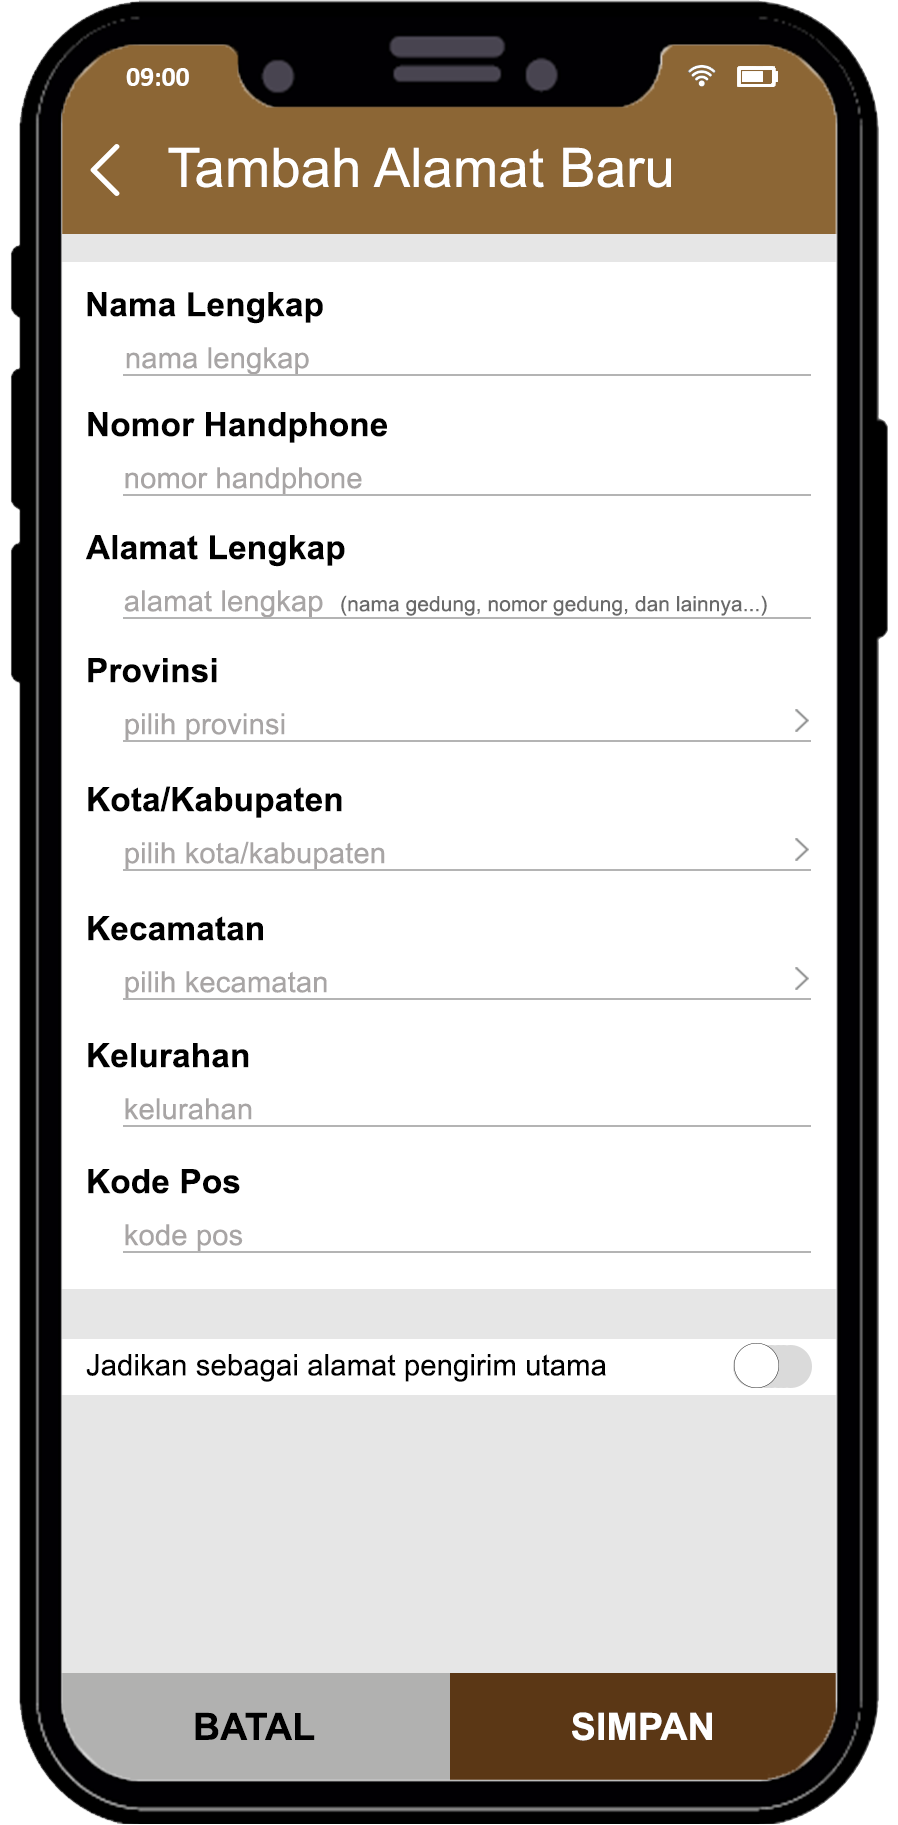 09:00
Tambah Alamat Baru
Nama Lengkap
nama lengkap
Nomor Handphone
nomor handphone
Alamat Lengkap
alamat lengkap (nama gedung, nomor gedung, dan lainnya...)
Provinsi
pilih provinsi
Kota/Kabupaten
pilih kota/kabupaten
Kecamatan
pilih kecamatan
Kelurahan
kelurahan
Kode Pos
kode pos
Jadikan sebagai alamat pengirim utama
BATAL
SIMPAN